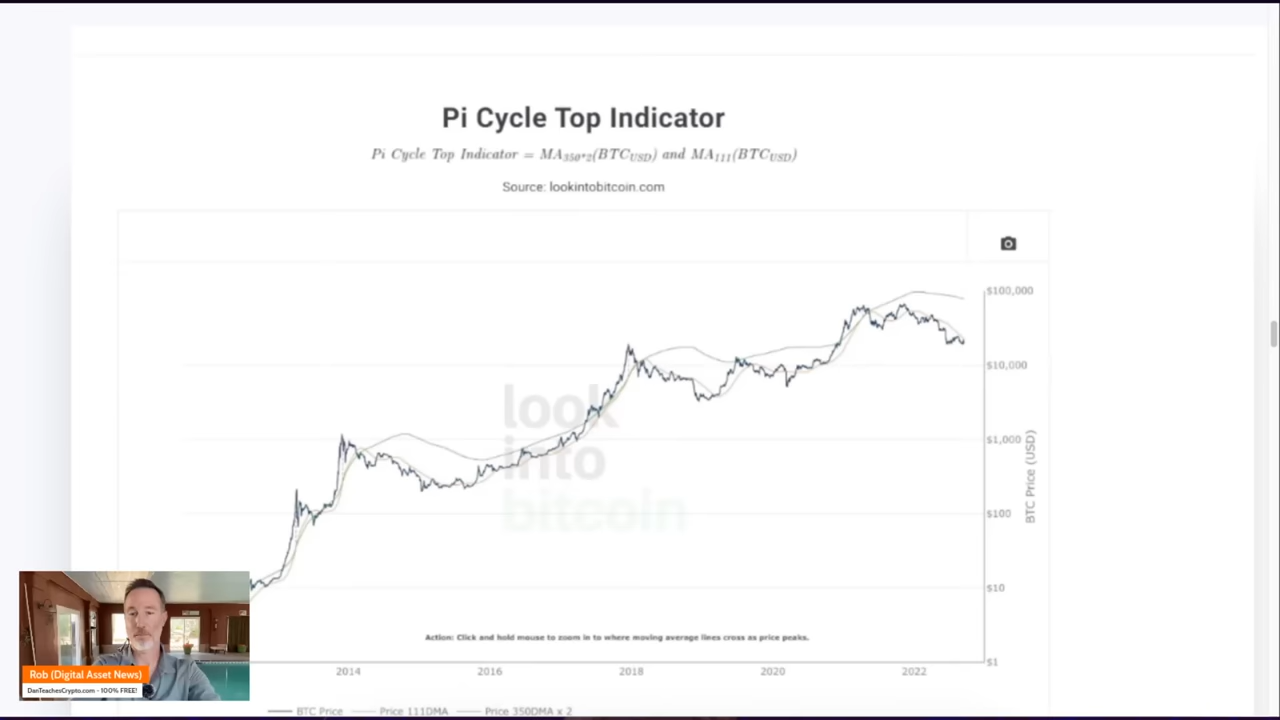 Pi Cycle Top Indicator
Pi Cycle Top Indicator = MA350*2(BTCUSD) and MA111(BTCUSD)
Source: lookintobitcoin.com
$100,000
$10,000
look
into
bitcoin
$1,000
BTC Price (USD)
$100
$10
Action: Click and hold mouse to zoom in to where moving average lines cross as price peaks.
$1
2014
2016
2018
2020
2022
Rob (Digital Asset News)
DanTeachesCrypto.com - 100% FREE!
BTC Price
Price 111DMA
Price 350DMA x 2